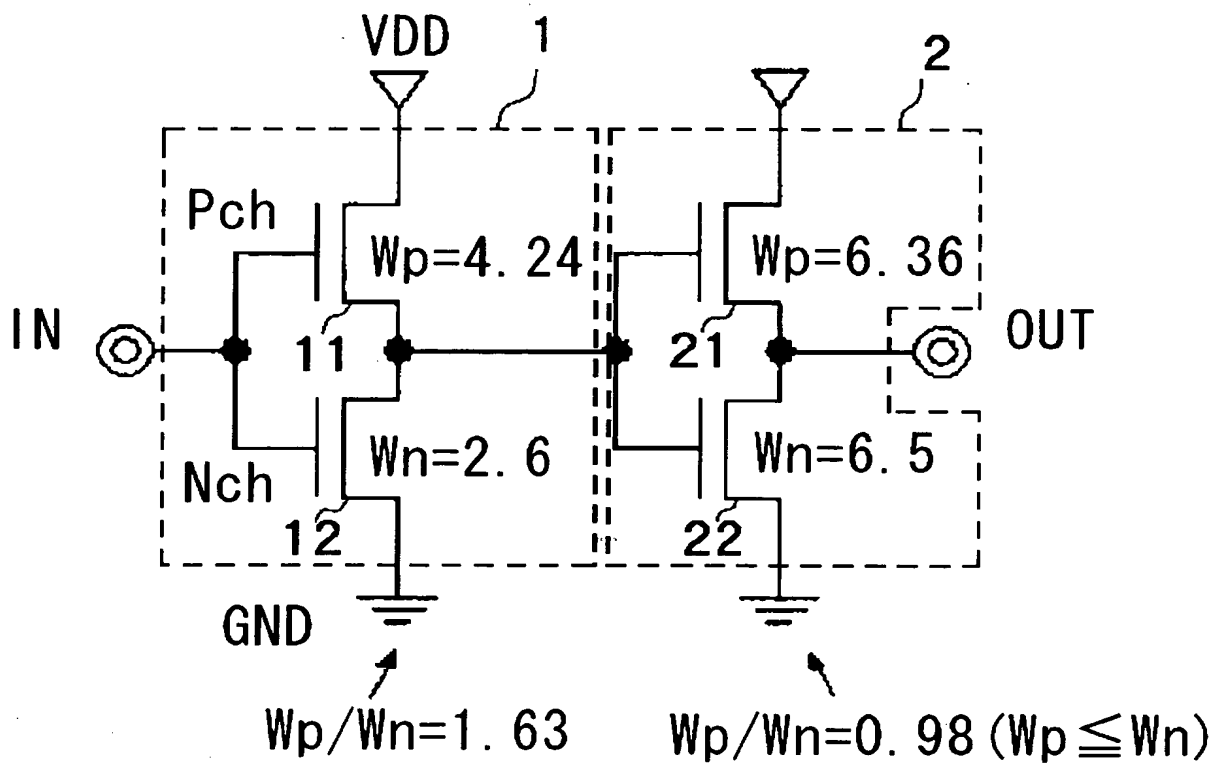 VDD
1
2
Pch
Wp=4.24
Wp=6.36
IN
11
21
OUT
Nch
Wn=2.6
Wn=6.5
12
22
GND
Wp/Wn=1.63
Wp/Wn=0.98(Wp≦Wn)